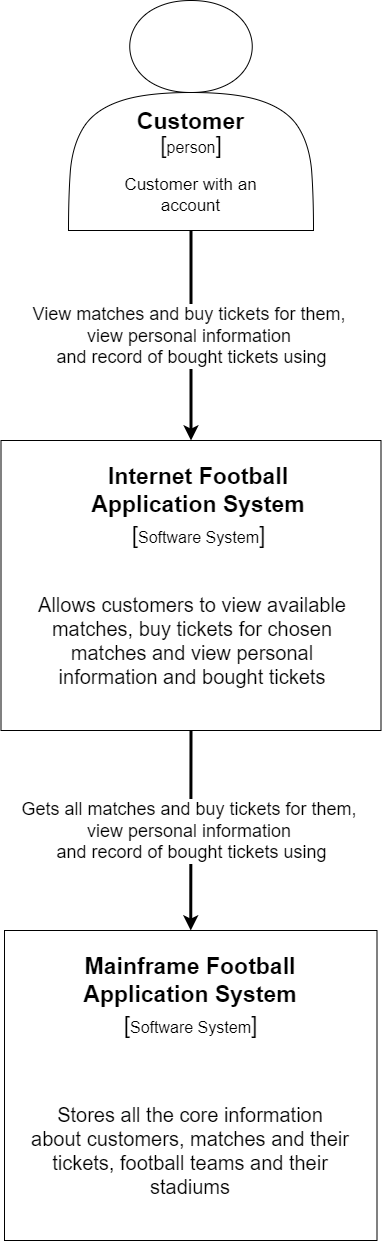 Customer
[person]
Customer with an
account
View matches and buy tickets for them,
view personal information
and record of bought tickets using
Internet Football
Application System
[Software System]
Allows customers to view available
matches, buy tickets for chosen
matches and view personal
information and bought tickets
Gets all matches and buy tickets for them,
view personal information
and record of bought tickets using
Mainframe Football
Application System
[Software System]
Stores all the core information
about customers, matches and their
tickets, football teams and their
stadiums